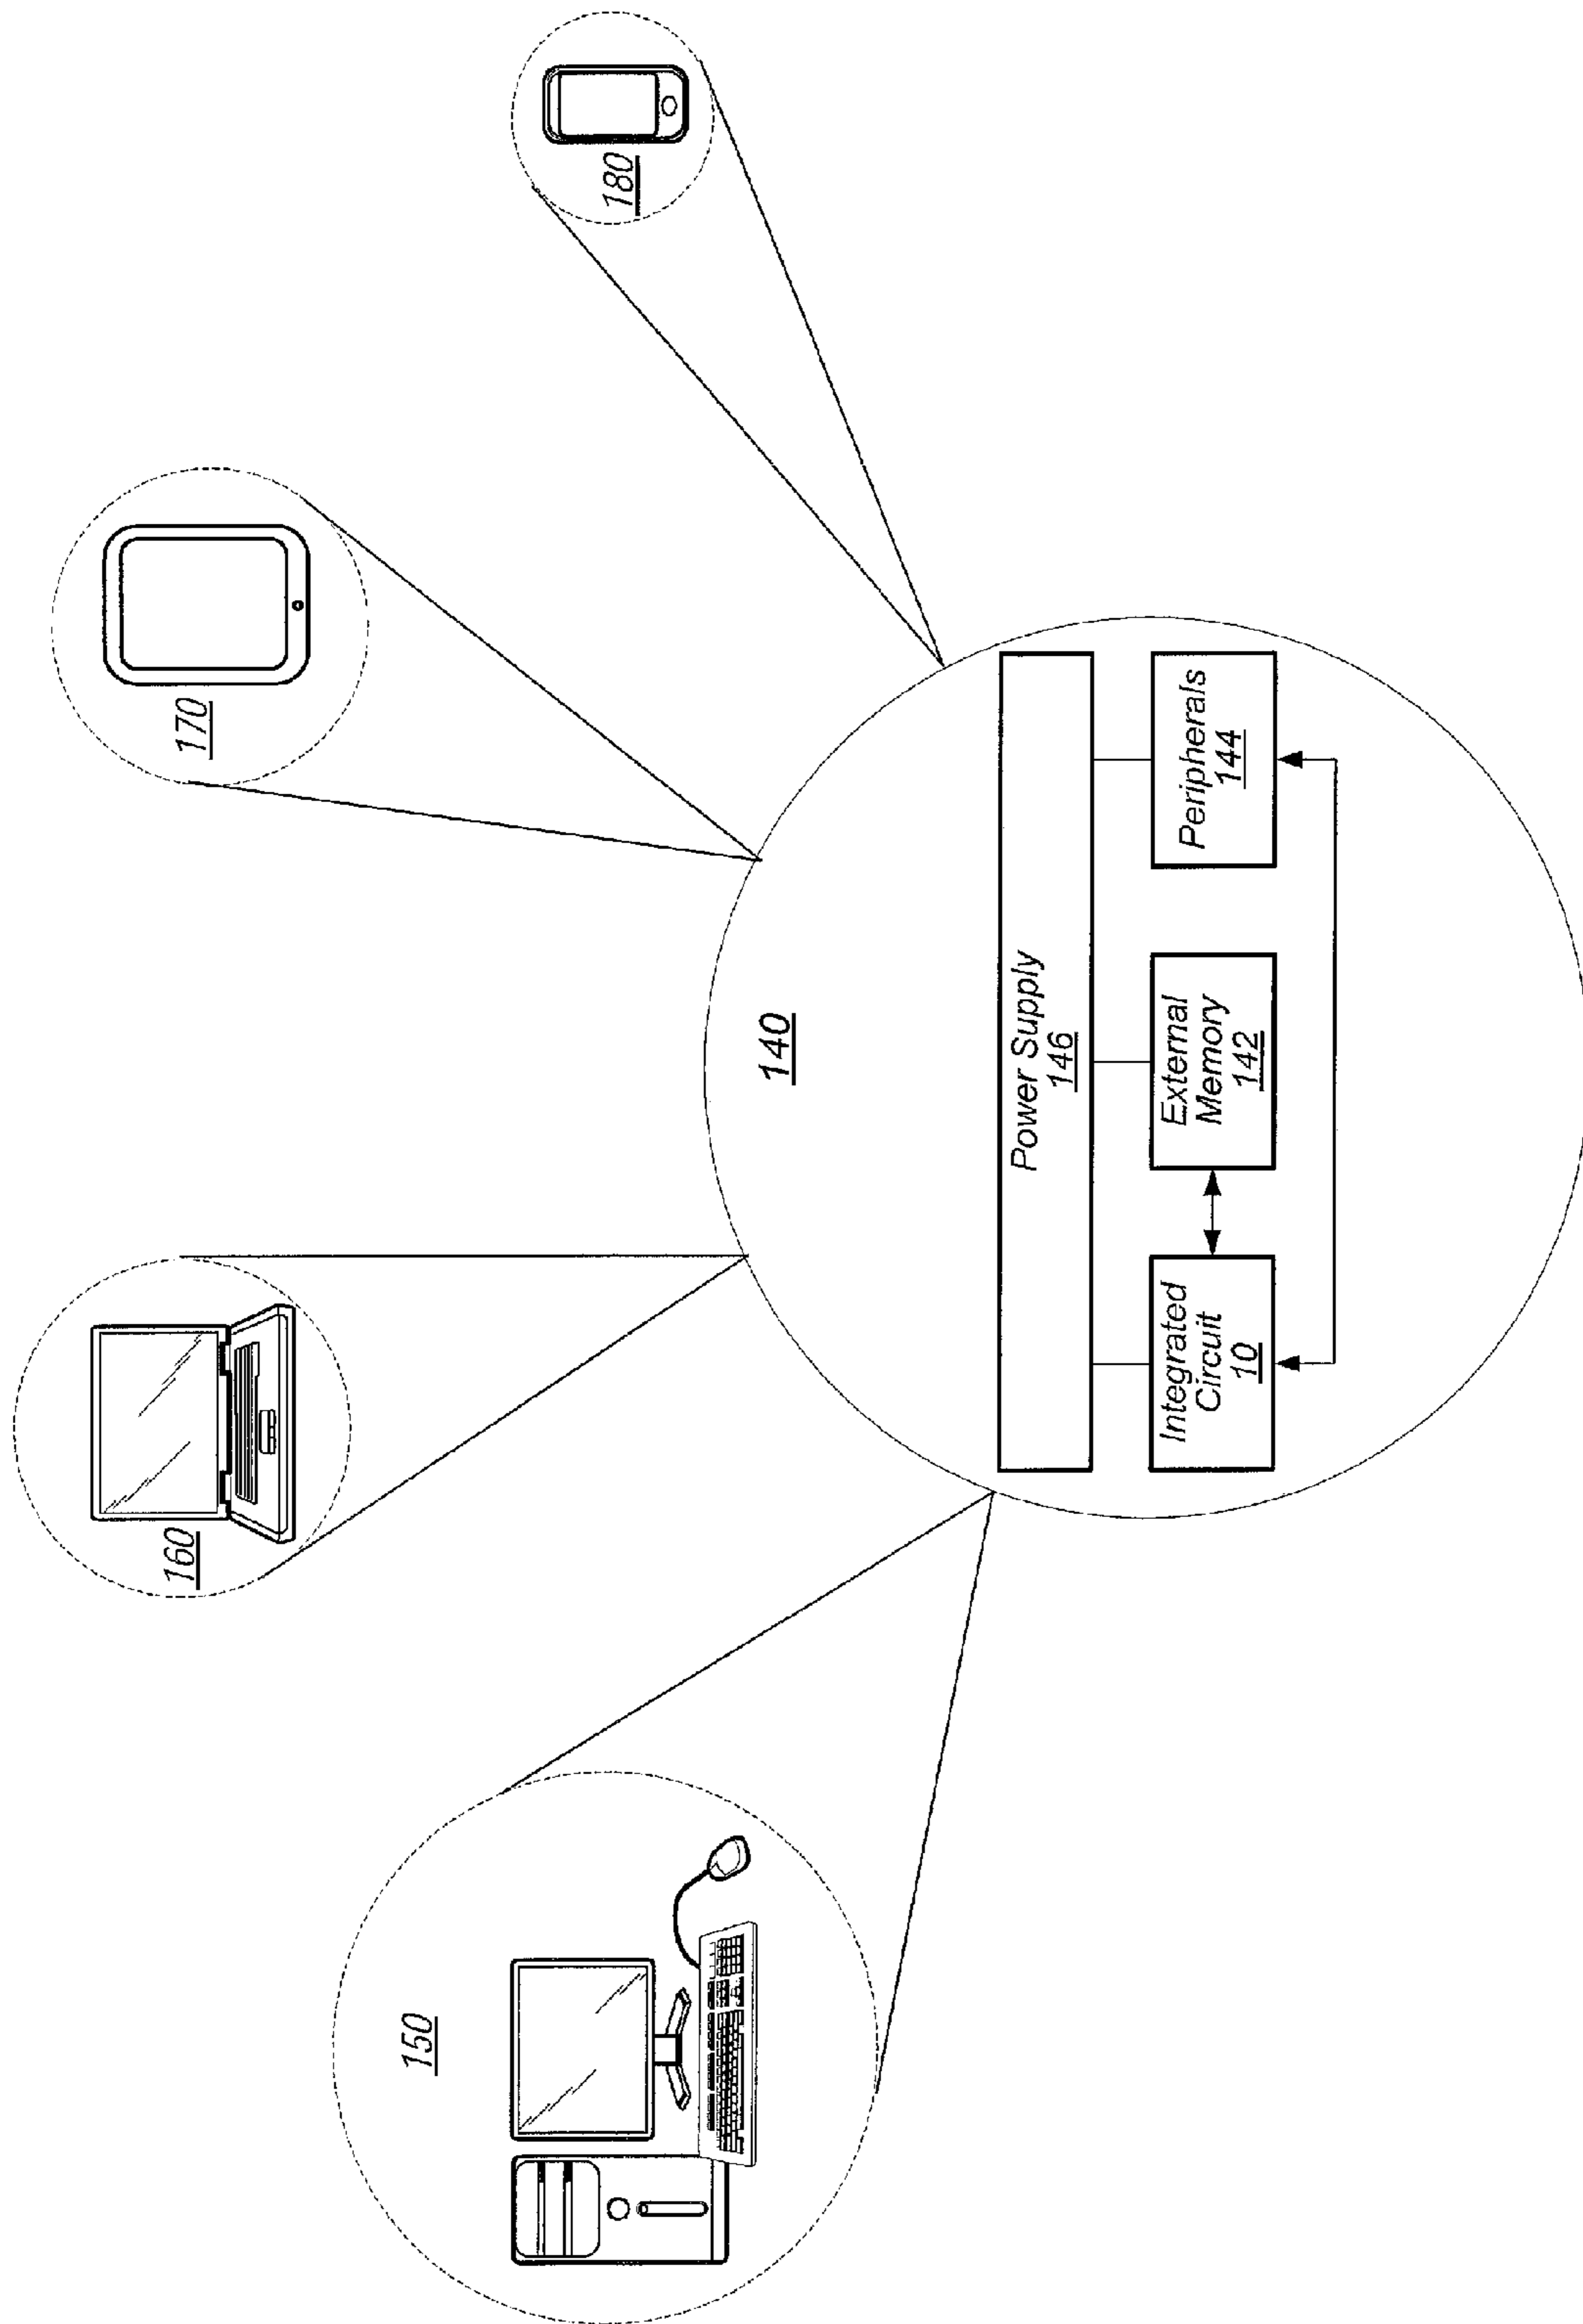 160
170
150
180
140
Power Supply
146
Integrated
Circuit
10
External
Memory
142
Peripherals
144